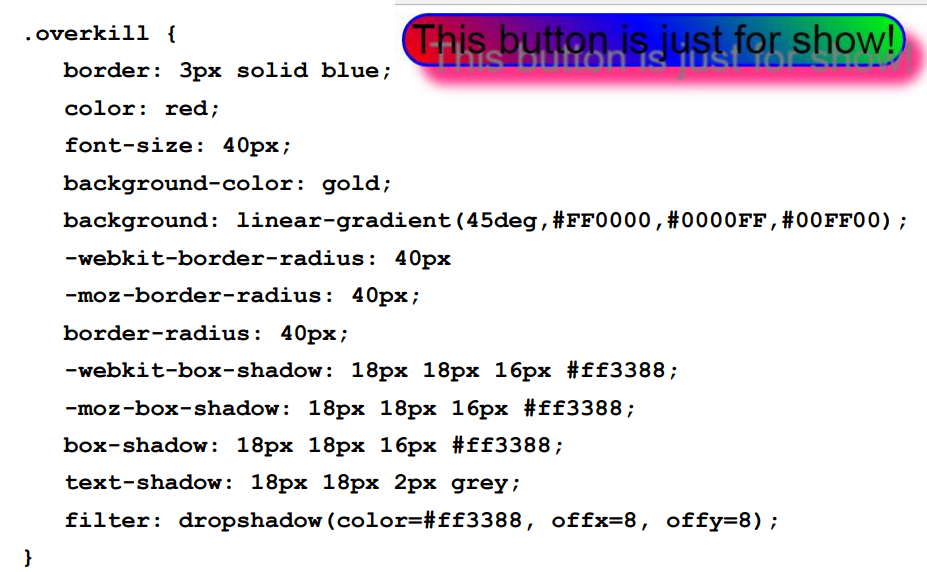 This button is just for show!
This button is just for show!
.overkill {
border: 3px solid blue;
color: red;
font-size: 40px;
background-color: gold;
background: linear-gradient(45deg,#FF0000,#0000FF,#00FF00);
-webkit-border-radius: 40px
-moz-border-radius: 40px;
border-radius: 40px;
-webkit-box-shadow: 18px 18px 16px #ff3388;
-moz-box-shadow: 18px 18px 16px #ff3388;
box-shadow: 18px 18px 16px #ff3388;
text-shadow: 18px 18px 2px grey;
filter: dropshadow(color=#ff3388, offx=8, offy=8);
}